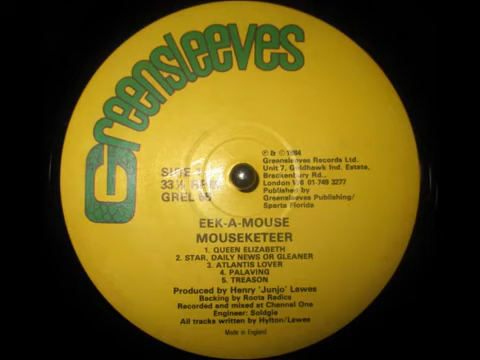 Greensleeves
SIDE
33⅓ RPM
GREL 65
℗ & © 1984
Greensleeves Records Ltd.
Unit 7, Goldhawk Ind. Estate,
Brackenbury Rd.,
London W6 01-749 3277
Published by
Greensleeves Publishing/
Sparta Florida
EEK-A-MOUSE
MOUSEKETEER
1. QUEEN ELIZABETH
2. STAR, DAILY NEWS OR GLEANER
3. ATLANTIS LOVER
4. PALAVING
5. TREASON
Produced by Henry 'Junjo' Lawes
Backing by Roots Radics
Recorded and mixed at Channel One
Engineer: Soldgie
All tracks written by Hylton/Lawes
Made in England